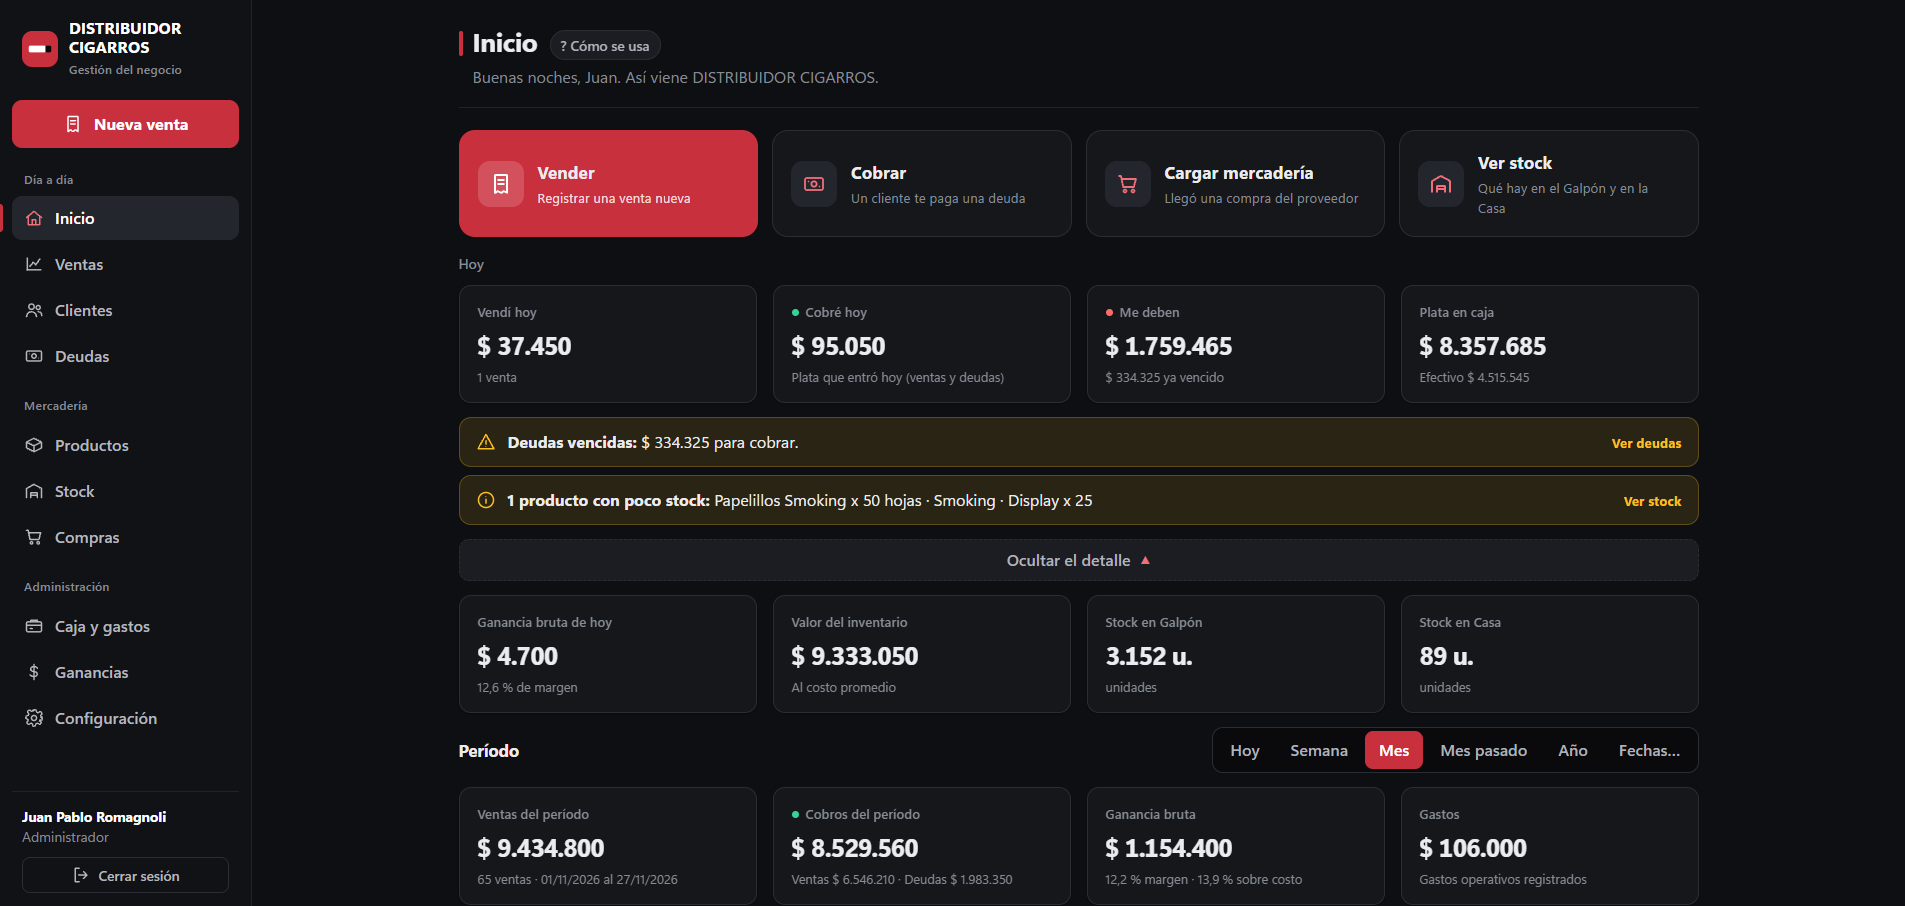 DISTRIBUIDOR
CIGARROS
Gestión del negocio
Nueva venta
Día a día
Inicio
Ventas
Clientes
Deudas
Mercadería
Productos
Stock
Compras
Administración
Caja y gastos
Ganancias
Configuración
Juan Pablo Romagnoli
Administrador
Cerrar sesión
Inicio
? Cómo se usa
Buenas noches, Juan. Así viene DISTRIBUIDOR CIGARROS.
Vender
Registrar una venta nueva
Cobrar
Un cliente te paga una deuda
Cargar mercadería
Llegó una compra del proveedor
Ver stock
Qué hay en el Galpón y en la
Casa
Hoy
Vendí hoy
$ 37.450
1 venta
Cobré hoy
$ 95.050
Plata que entró hoy (ventas y deudas)
Me deben
$ 1.759.465
$ 334.325 ya vencido
Plata en caja
$ 8.357.685
Efectivo $ 4.515.545
Deudas vencidas: $ 334.325 para cobrar.
Ver deudas
1 producto con poco stock: Papelillos Smoking x 50 hojas · Smoking · Display x 25
Ver stock
Ocultar el detalle
Ganancia bruta de hoy
$ 4.700
12,6 % de margen
Valor del inventario
$ 9.333.050
Al costo promedio
Stock en Galpón
3.152 u.
unidades
Stock en Casa
89 u.
unidades
Período
Hoy
Semana
Mes
Mes pasado
Año
Fechas...
Ventas del período
$ 9.434.800
65 ventas · 01/11/2026 al 27/11/2026
Cobros del período
$ 8.529.560
Ventas $ 6.546.210 · Deudas $ 1.983.350
Ganancia bruta
$ 1.154.400
12,2 % margen · 13,9 % sobre costo
Gastos
$ 106.000
Gastos operativos registrados